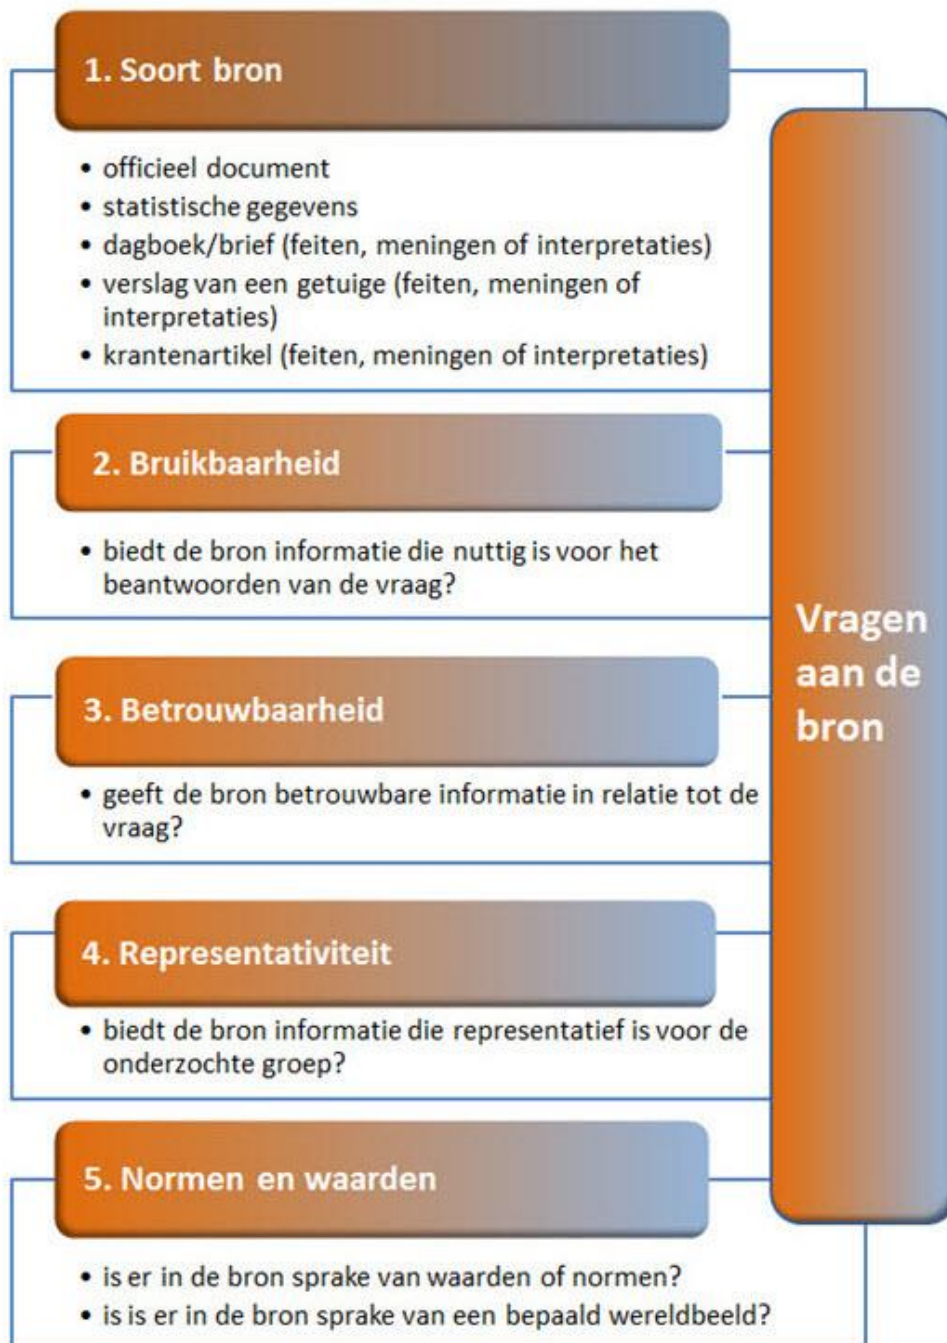 1. Soort bron
• officieel document
• statistische gegevens
• dagboek/brief (feiten, meningen of interpretaties)
• verslag van een getuige (feiten, meningen of
interpretaties)
• krantenartikel (feiten, meningen of interpretaties)
2. Bruikbaarheid
• biedt de bron informatie die nuttig is voor het
beantwoorden van de vraag?
3. Betrouwbaarheid
• geeft de bron betrouwbare informatie in relatie tot de
vraag?
4. Representativiteit
• biedt de bron informatie die representatief is voor de
onderzochte groep?
5. Normen en waarden
• is er in de bron sprake van waarden of normen?
• is is er in de bron sprake van een bepaald wereldbeeld?
Vragen
aan de
bron